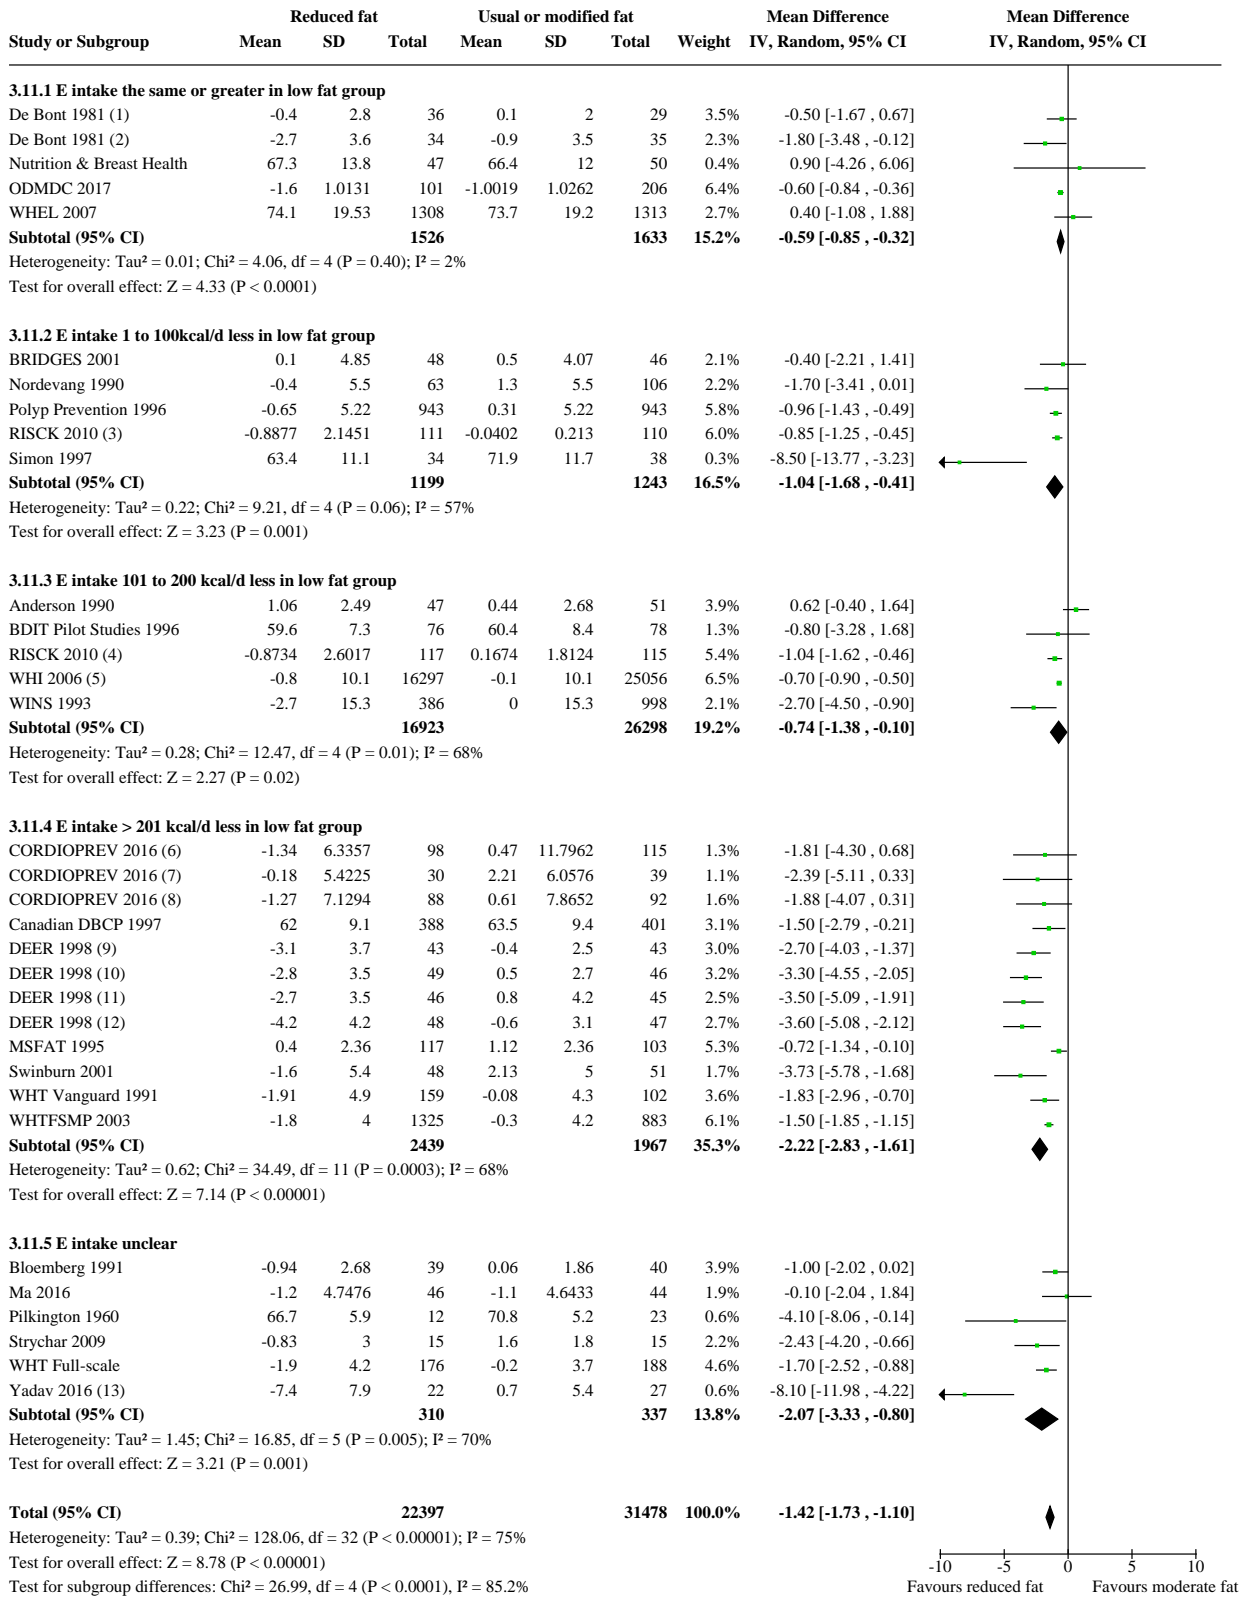 Reduced fat Usual or modified fat Mean Difference Mean Difference
Study or Subgroup Mean SD Total Mean SD Total Weight IV, Random, 95% CI IV, Random, 95% CI
3.11.1 E intake the same or greater in low fat group
De Bont 1981 (1) -0.4 2.8 36 0.1 2 29 3.5% -0.50 [-1.67 , 0.67]
De Bont 1981 (2) -2.7 3.6 34 -0.9 3.5 35 2.2% -1.80 [-3.48 , -0.12]
Nutrition & Breast Health 67.3 13.8 47 66.4 12 50 0.4% 0.90 [-4.26 , 6.06]
ODMDC 2017 -1.6 1.0131 101 -1.0019 1.0262 206 6.4% -0.60 [-0.84 , -0.36]
WHEL 2007 74.1 19.53 1308 73.7 19.2 1313 2.7% 0.40 [-1.08 , 1.88]
Subtotal (95% CI) 1526 1633 15.2% -0.59 [-0.85 , -0.32]
Heterogeneity: Tau² = 0.01; Chi² = 4.06, df = 4 (P = 0.40); I² = 2%
Test for overall effect: Z = 4.33 (P < 0.0001)
3.11.2 E intake 1 to 100kcal/d less in low fat group
BRIDGES 2001 0.1 4.85 48 0.5 4.07 46 2.1% -0.40 [-2.21 , 1.41]
Nordevang 1990 -0.4 5.5 63 1.3 5.5 106 2.2% -1.70 [-3.41 , 0.01]
Polyp Prevention 1996 -0.65 5.22 943 0.31 5.22 943 5.8% -0.96 [-1.43 , -0.49]
RISCK 2010 (3) -0.8877 2.1451 111 -0.0402 0.213 110 6.0% -0.85 [-1.25 , -0.45]
Simon 1997 63.4 11.1 34 71.9 11.7 38 0.3% -8.50 [-13.77 , -3.23]
Subtotal (95% CI) 1199 1243 16.5% -1.04 [-1.68 , -0.41]
Heterogeneity: Tau² = 0.22; Chi² = 9.21, df = 4 (P = 0.06); I² = 57%
Test for overall effect: Z = 3.23 (P = 0.001)
3.11.3 E intake 101 to 200 kcal/d less in low fat group
Anderson 1990 1.06 2.49 47 0.44 2.68 51 3.9% 0.62 [-0.40 , 1.64]
BDIT Pilot Studies 1996 59.6 7.3 76 60.4 8.4 78 1.3% -0.80 [-3.28 , 1.68]
RISCK 2010 (4) -0.8734 2.6017 117 0.1674 1.8124 115 5.4% -1.04 [-1.62 , -0.46]
WHI 2006 (5) -0.8 10.1 16297 -0.1 10.1 25056 6.5% -0.70 [-0.90 , -0.50]
WINS 1993 -2.7 15.3 386 0 15.3 998 2.1% -2.70 [-4.50 , -0.90]
Subtotal (95% CI) 16923 26298 19.2% -0.74 [-1.38 , -0.10]
Heterogeneity: Tau² = 0.28; Chi² = 12.47, df = 4 (P = 0.01); I² = 68%
Test for overall effect: Z = 2.27 (P = 0.02)
3.11.4 E intake > 201 kcal/d less in low fat group
CORDIOPREV 2016 (6) -1.34 6.3357 98 0.47 11.7962 115 1.3% -1.81 [-4.30 , 0.68]
CORDIOPREV 2016 (7) -0.18 5.4225 30 2.21 6.0576 39 1.1% -2.39 [-5.11 , 0.33]
CORDIOPREV 2016 (8) -1.27 7.1294 88 0.61 7.8652 92 1.6% -1.88 [-4.07 , 0.31]
Canadian DBCP 1997 62 9.1 388 63.5 9.4 401 3.1% -1.50 [-2.79 , -0.21]
DEER 1998 (9) -3.1 3.7 43 -0.4 2.5 43 3.0% -2.70 [-4.03 , -1.37]
DEER 1998 (10) -2.8 3.5 49 0.5 2.7 46 3.2% -3.30 [-4.55 , -2.05]
DEER 1998 (11) -2.7 3.5 46 0.8 4.2 45 2.5% -3.50 [-5.09 , -1.91]
DEER 1998 (12) -4.2 4.2 48 -0.6 3.1 47 2.7% -3.60 [-5.08 , -2.12]
MSFAT 1995 0.4 2.36 117 1.12 2.36 103 5.3% -0.72 [-1.34 , -0.10]
Swinburn 2001 -1.6 5.4 48 2.13 5 51 1.7% -3.73 [-5.78 , -1.68]
WHT Vanguard 1991 -1.91 4.9 159 -0.08 4.3 102 3.6% -1.83 [-2.96 , -0.70]
WHTFSMP 2003 -1.8 4 1325 -0.3 4.2 883 6.1% -1.50 [-1.85 , -1.15]
Subtotal (95% CI) 2439 1967 35.3% -2.22 [-2.83 , -1.61]
Heterogeneity: Tau² = 0.62; Chi² = 34.49, df = 11 (P = 0.0003); I² = 68%
Test for overall effect: Z = 7.14 (P < 0.00001)
3.11.5 E intake unclear
Bloemberg 1991 -0.94 2.68 39 0.06 1.86 40 3.9% -1.00 [-2.02 , 0.02]
Ma 2016 -1.2 4.7476 46 -1.1 4.6433 44 1.9% -0.10 [-2.04 , 1.84]
Pilkington 1960 66.7 5.9 12 70.8 5.2 23 0.6% -4.10 [-8.06 , -0.14]
Strychar 2009 -0.83 3 15 1.6 1.8 15 2.2% -2.43 [-4.20 , -0.66]
WHT Full-scale -1.9 4.2 176 -0.2 3.7 188 4.6% -1.70 [-2.52 , -0.88]
Yadav 2016 (13) -7.4 7.9 22 0.7 5.4 27 0.6% -8.10 [-11.98 , -4.22]
Subtotal (95% CI) 310 337 13.8% -2.07 [-3.33 , -0.80]
Heterogeneity: Tau² = 1.45; Chi² = 16.85, df = 5 (P = 0.005); I² = 70%
Test for overall effect: Z = 3.21 (P = 0.001)
Total (95% CI) 22397 31478 100.0% -1.42 [-1.73 , -1.10]
Heterogeneity: Tau² = 0.39; Chi² = 128.06, df = 32 (P < 0.00001); I² = 75%
Test for overall effect: Z = 8.78 (P < 0.00001) -10 -5 0 5 10
Test for subgroup differences: Chi² = 26.99, df = 4 (P < 0.0001), I² = 85.2% Favours reduced fat Favours moderate fat